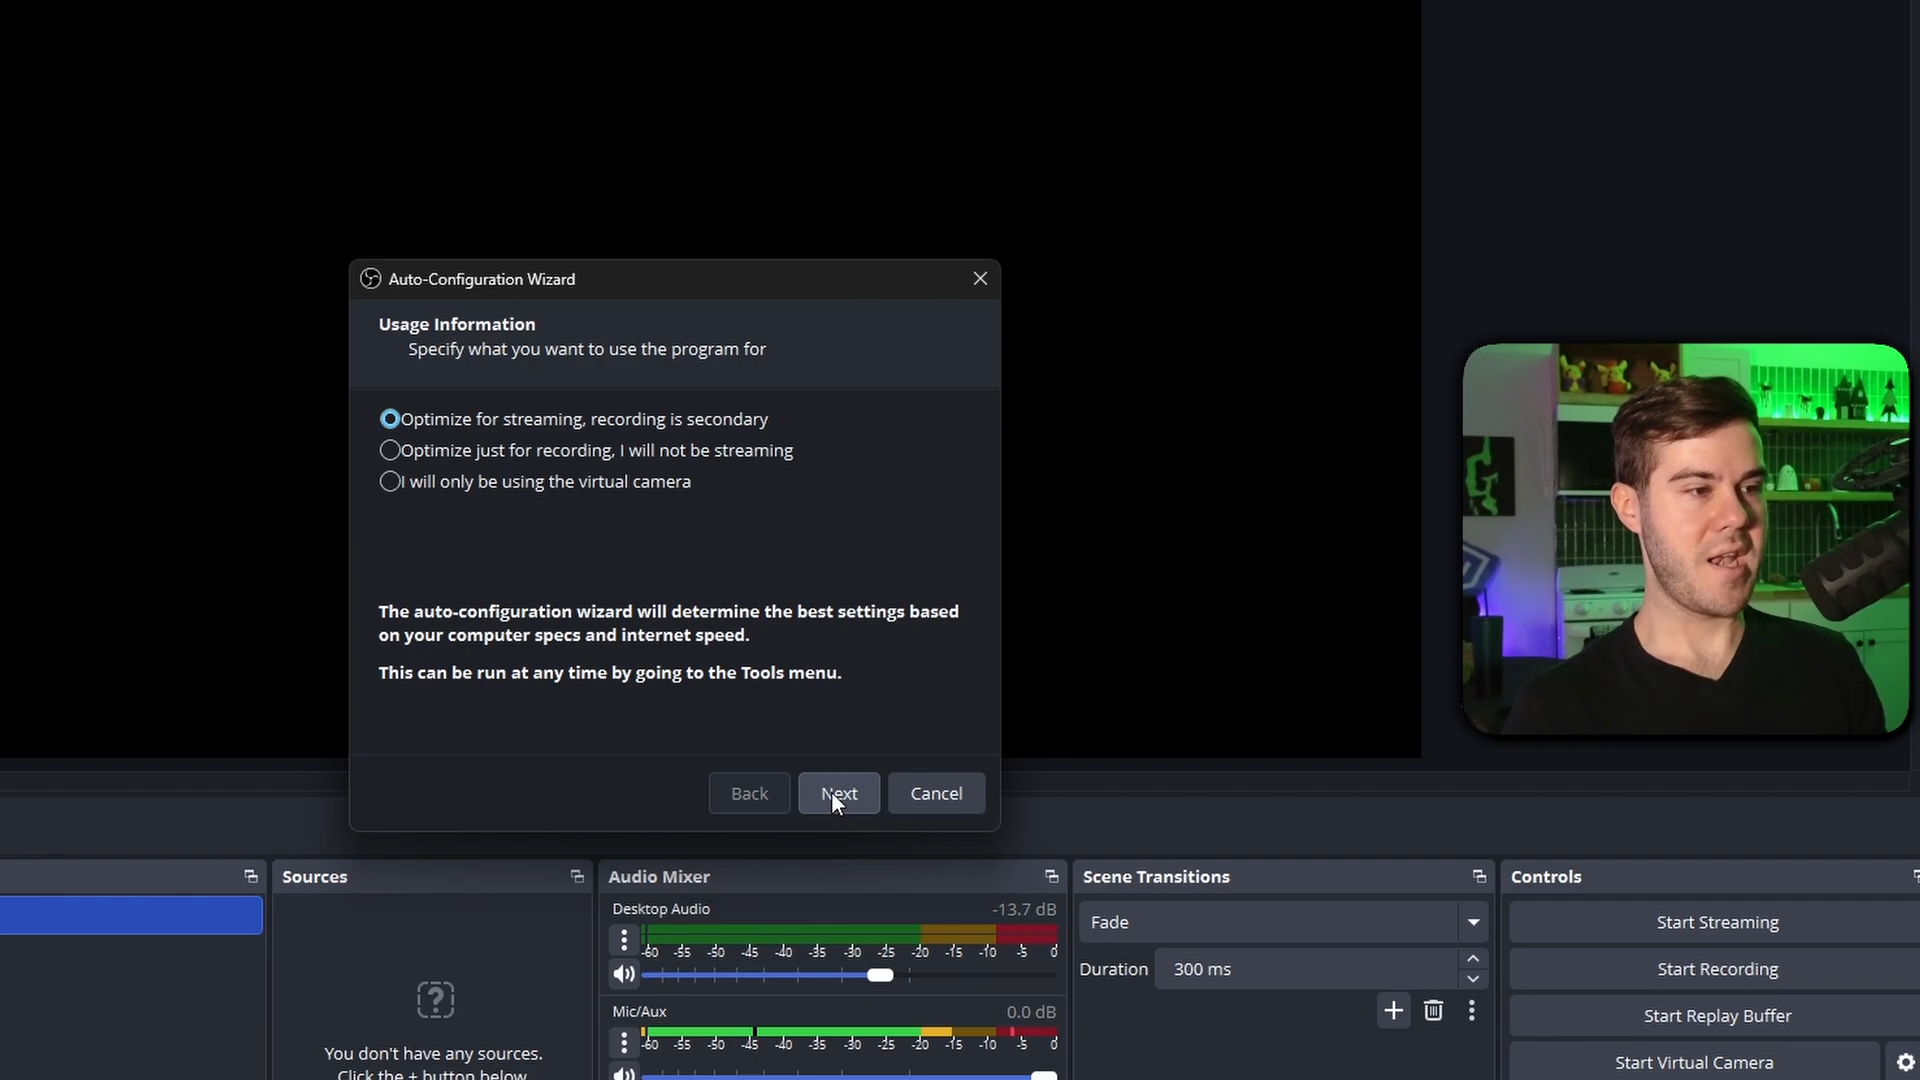 Auto-Configuration Wizard
Usage Information
Specify what you want to use the program for
Optimize for streaming, recording is secondary
Optimize just for recording, I will not be streaming
I will only be using the virtual camera
The auto-configuration wizard will determine the best settings based
on your computer specs and internet speed.
This can be run at any time by going to the Tools menu.
Back
Next
Cancel
Sources
You don't have any sources.
Click the + button below
Audio Mixer
Desktop Audio
-13.7 dB
-60 -55 -50 -45 -40 -35 -30 -25 -20 -15 -10 -5 0
Mic/Aux
0.0 dB
-60 -55 -50 -45 -40 -35 -30 -25 -20 -15 -10 -5 0
Scene Transitions
Fade
Duration
300 ms
Controls
Start Streaming
Start Recording
Start Replay Buffer
Start Virtual Camera